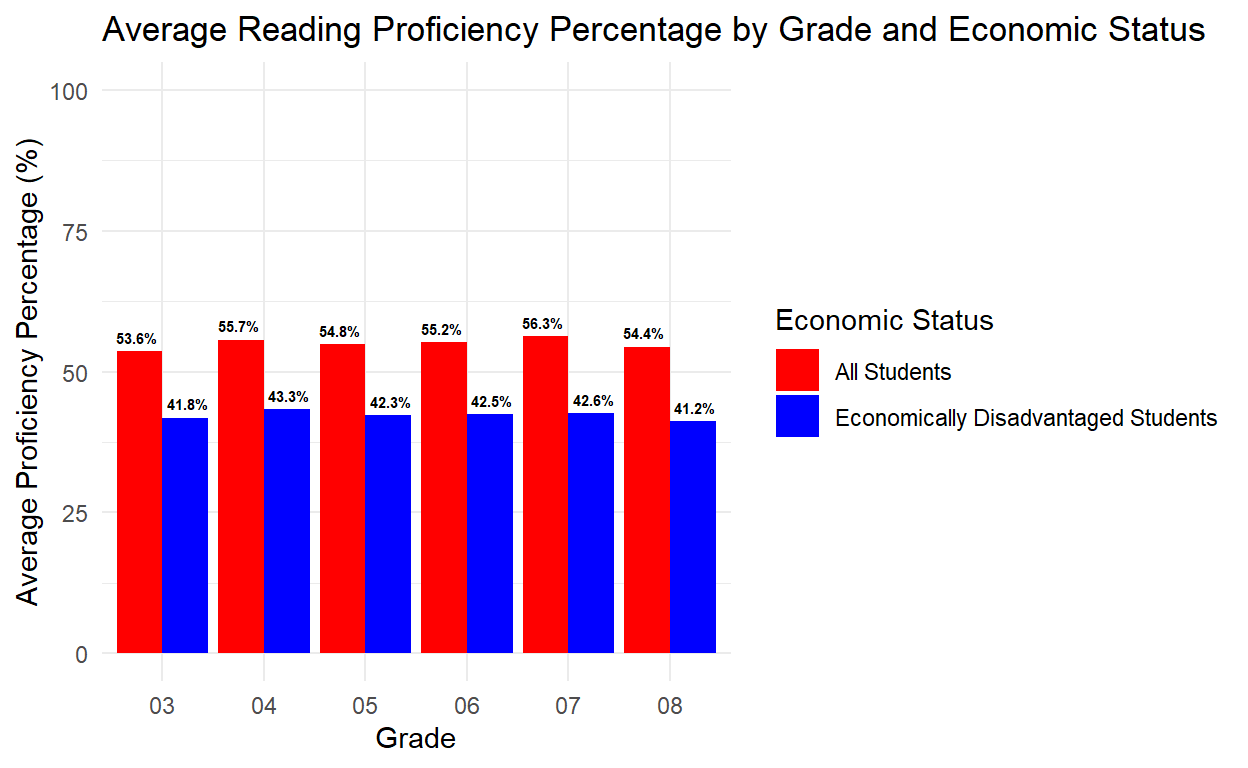 Average Reading Proficiency Percentage by Grade and Economic Status
Average Proficiency Percentage (%)
100
75
50
25
0
53.6%
41.8%
55.7%
43.3%
54.8%
42.3%
55.2%
42.5%
56.3%
42.6%
54.4%
41.2%
03 04 05 06 07 08
Grade
Economic Status
All Students
Economically Disadvantaged Students